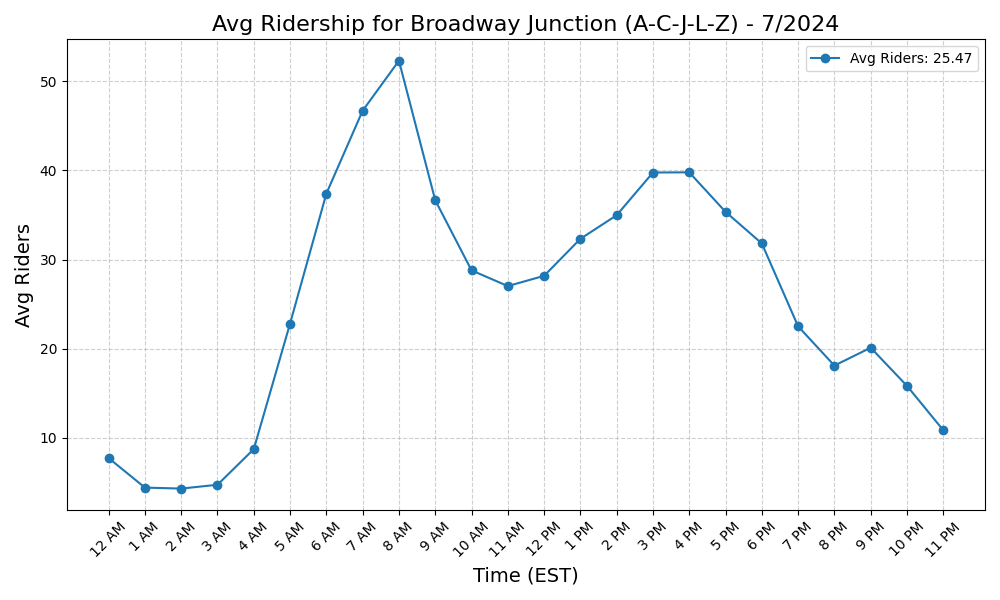 Avg Ridership for Broadway Junction (A-C-J-L-Z) - 7/2024
Avg Riders: 25.47
Avg Riders
50
40
30
20
10
12 AM
1 AM
2 AM
3 AM
4 AM
5 AM
6 AM
7 AM
8 AM
9 AM
10 AM
11 AM
12 PM
1 PM
2 PM
3 PM
4 PM
5 PM
6 PM
7 PM
8 PM
9 PM
10 PM
11 PM
Time (EST)